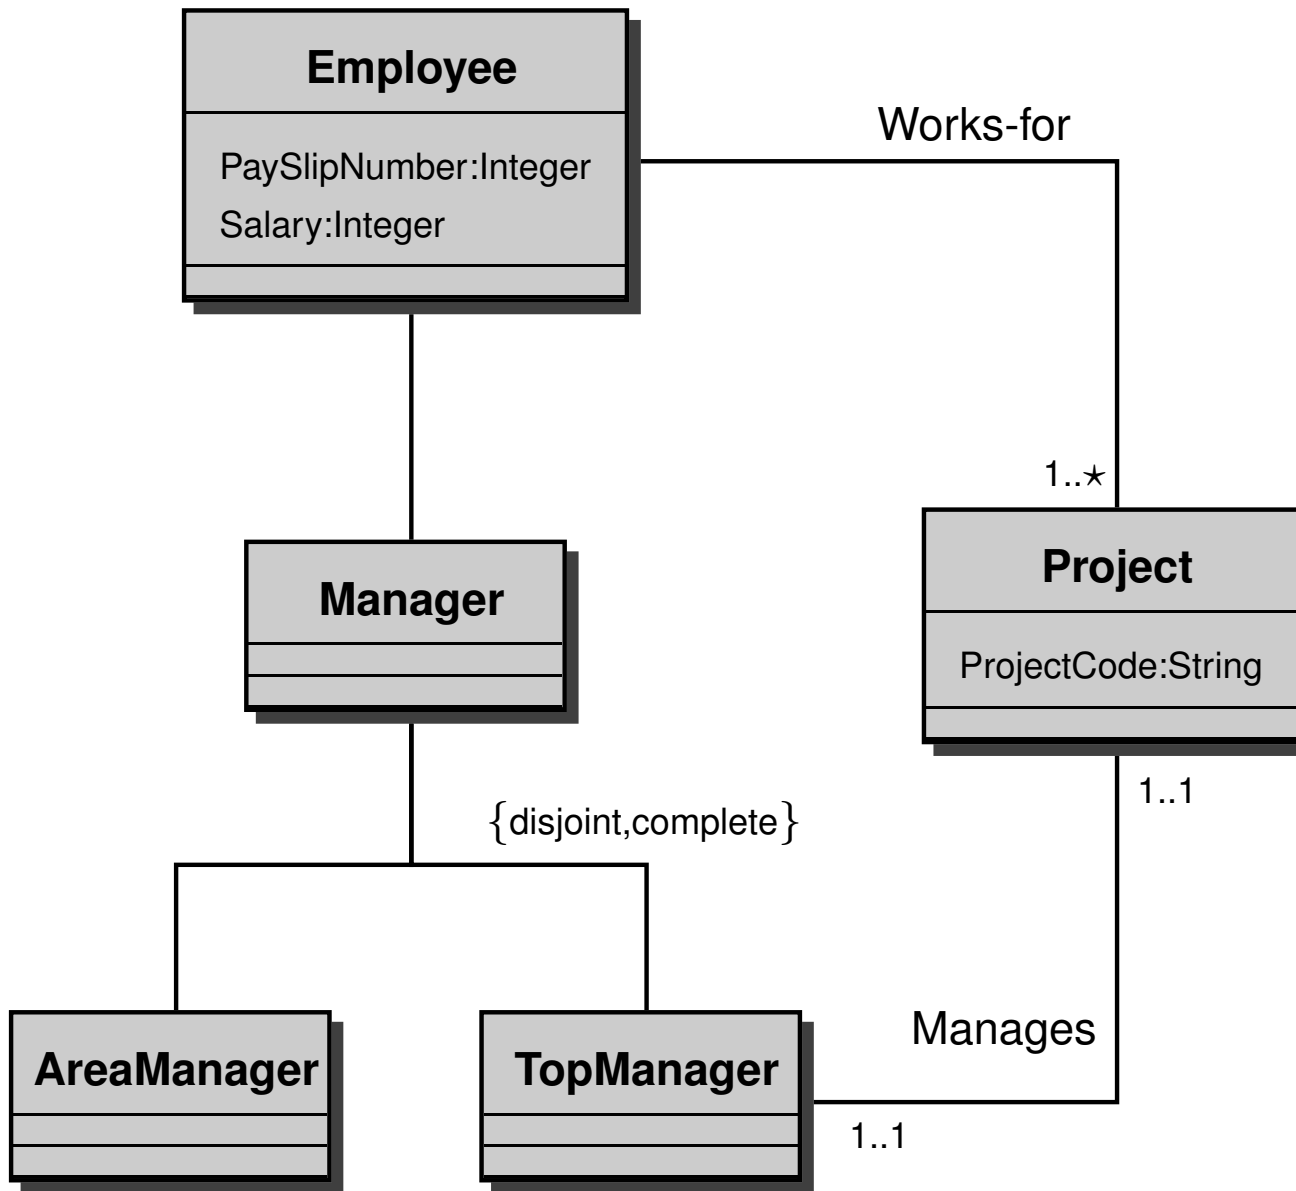 Employee
PaySlipNumber:Integer
Salary:Integer
Works-for
1..⋆
Manager
Project
ProjectCode:String
1..1
{disjoint,complete}
AreaManager
TopManager
Manages
1..1